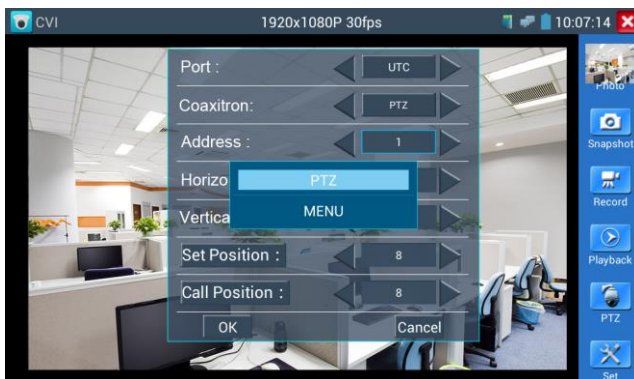 CVI 1920x1080P 30fps 10:07:14
Port : UTC
Photo
Coaxitron: PTZ
Address : 1
Snapshot
Horizo
PTZ
Record
Vertica
MENU
Set Position : 8
Playback
Call Position : 8
PTZ
OK Cancel
Set